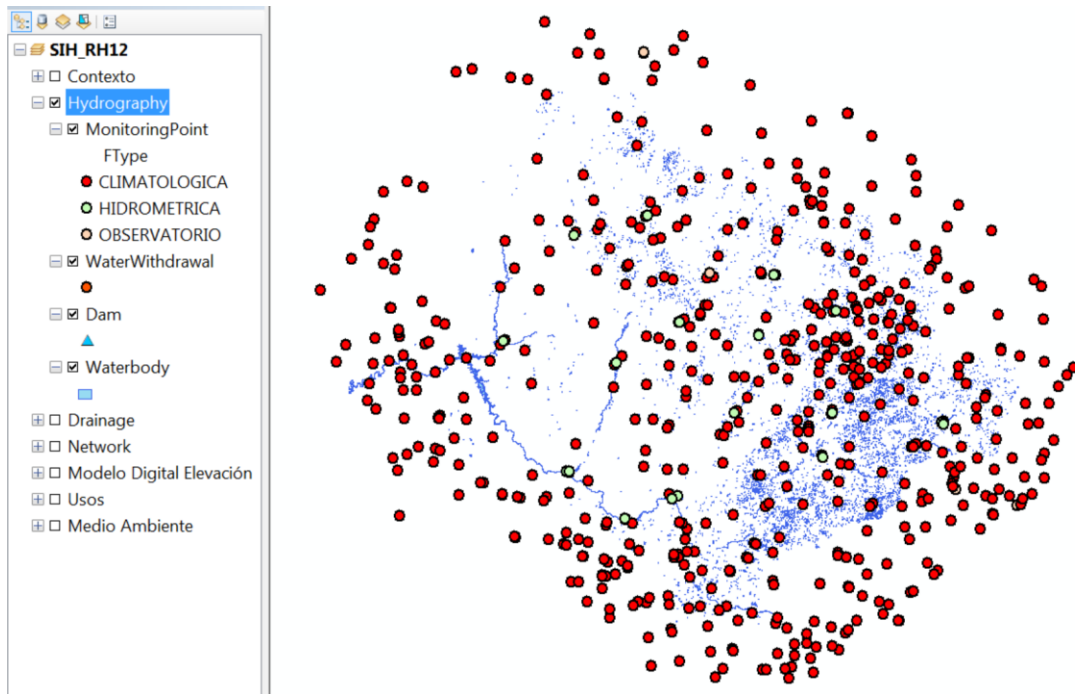 SIH_RH12
Contexto
Hydrography
MonitoringPoint
FType
CLIMATOLOGICA
HIDROMETRICA
OBSERVATORIO
WaterWithdrawal
Dam
Waterbody
Drainage
Network
Modelo Digital Elevación
Usos
Medio Ambiente